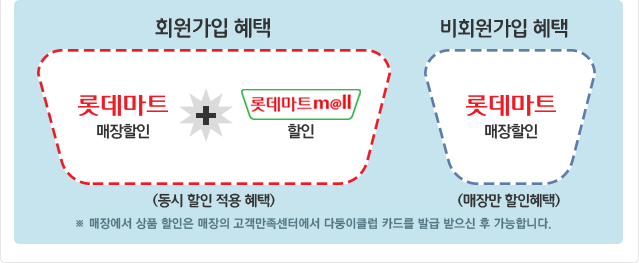 회원가입 혜택
비회원가입 혜택
롯데마트
매장할인
롯데마트m@ll
할인
롯데마트
매장할인
(동시 할인 적용 혜택)
(매장만 할인혜택)
※ 매장에서 상품 할인은 매장의 고객만족센터에서 다둥이클럽 카드를 발급 받으신 후 가능합니다.